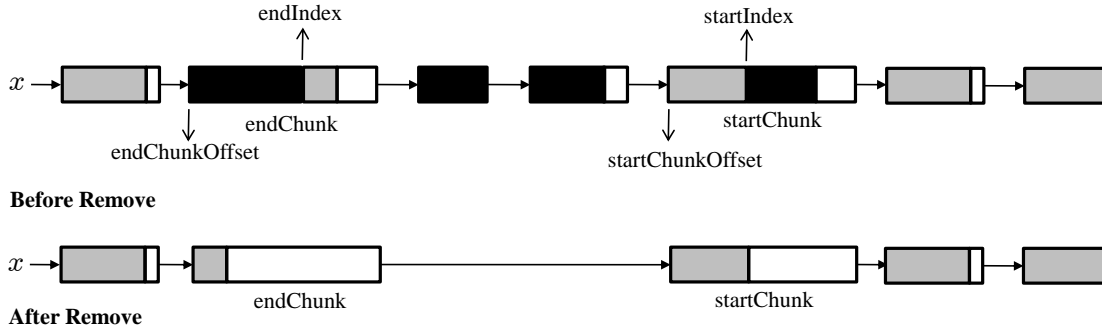 endIndex startIndex
x
endChunk startChunk
endChunkOffset startChunkOffset
Before Remove
x
endChunk startChunk
After Remove